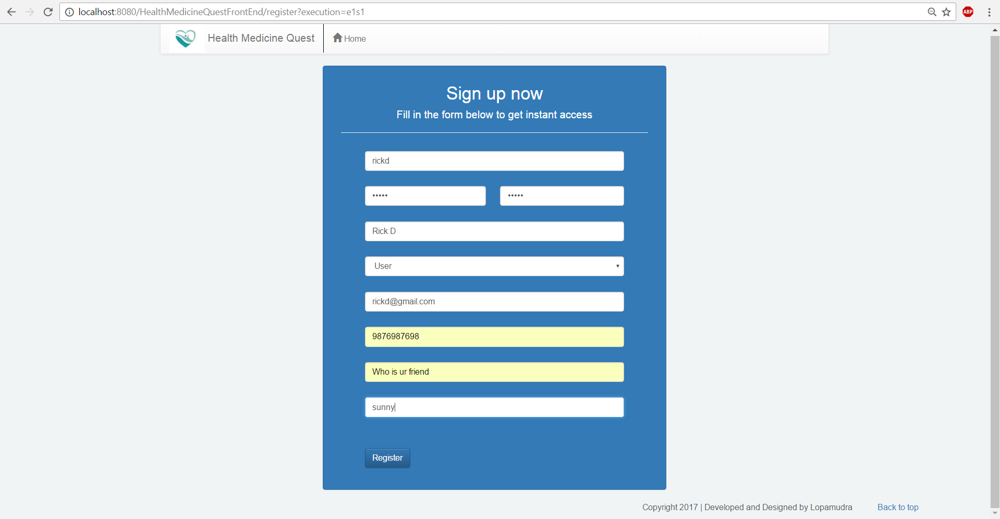 localhost:8080/HealthMedicineQuestFrontEnd/register?execution=e1s1
ABP
Health Medicine Quest
Home
Sign up now
Fill in the form below to get instant access
rickd
••••• •••••
Rick D
User
rickd@gmail.com
9876987698
Who is ur friend
sunny
Register
Copyright 2017 | Developed and Designed by Lopamudra
Back to top